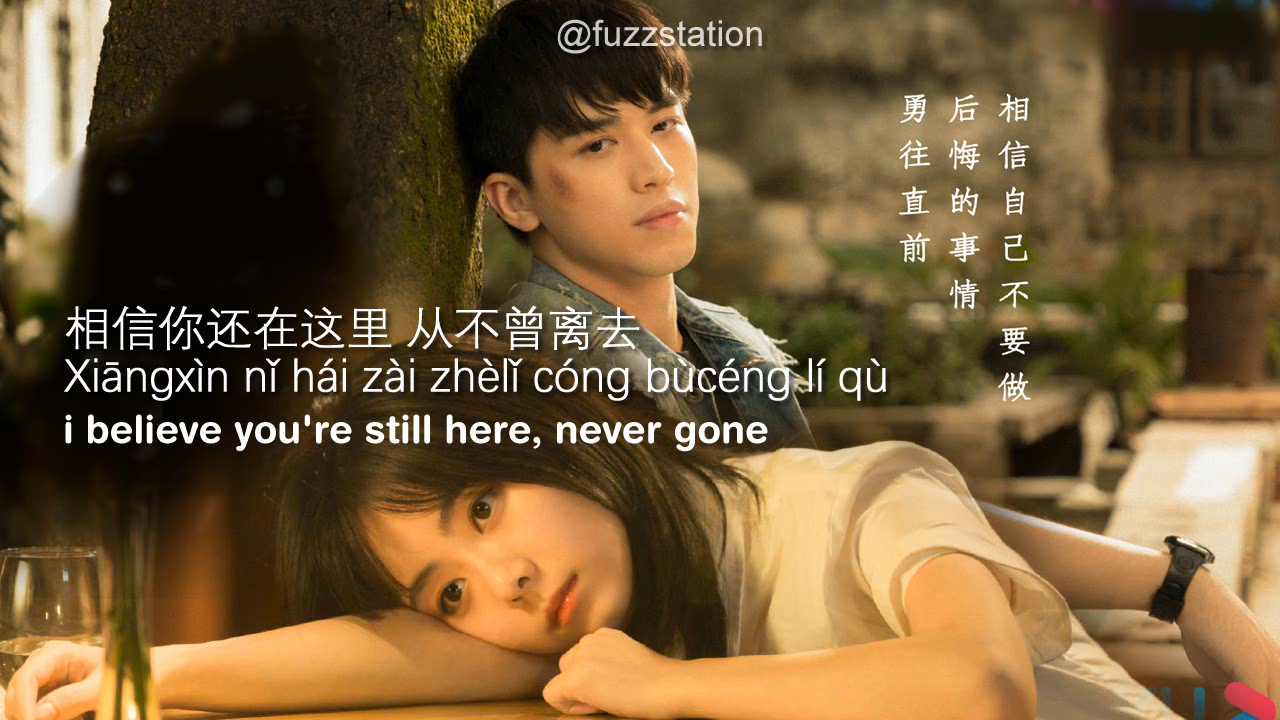 @fuzzstation
相信自己不要做
后悔的事情
勇往直前
相信你还在这里 从不曾离去
Xiāngxìn nǐ hái zài zhèlǐ cóng bùcéng lí qù
i believe you're still here, never gone